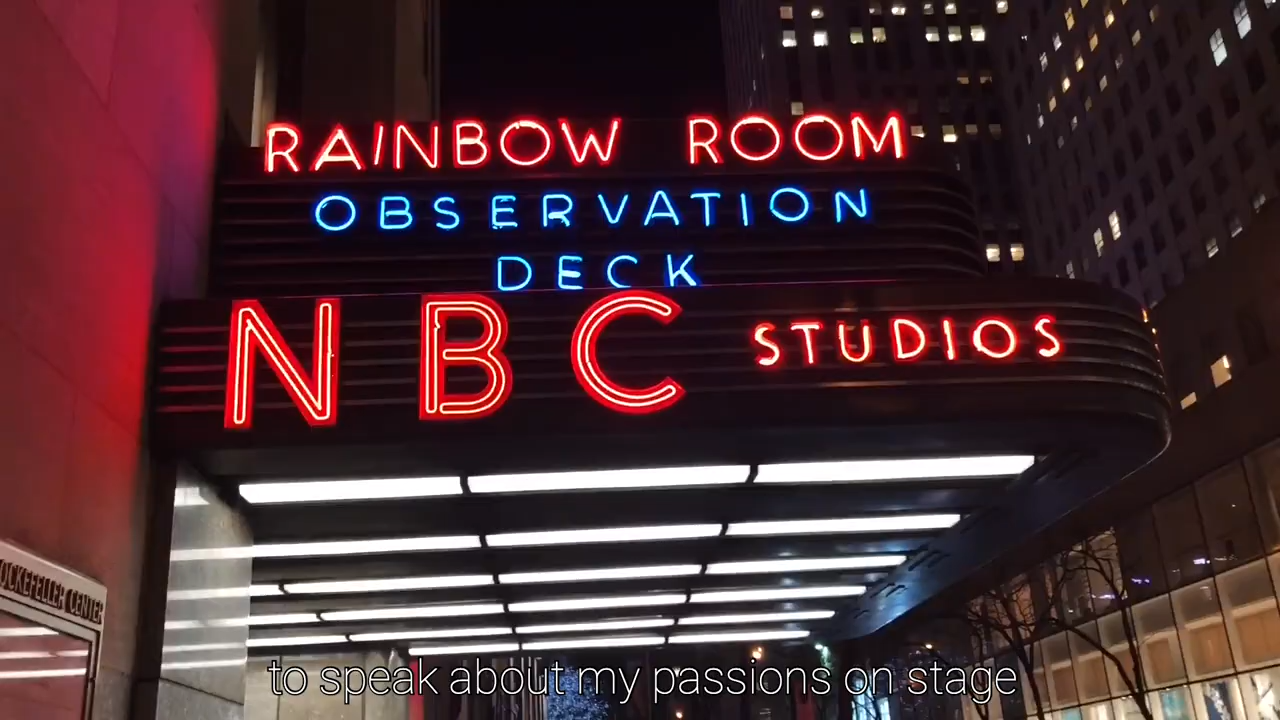 RAINBOW ROOM
OBSERVATION
DECK
NBC STUDIOS
ROCKEFELLER CENTER
to speak about my passions on stage